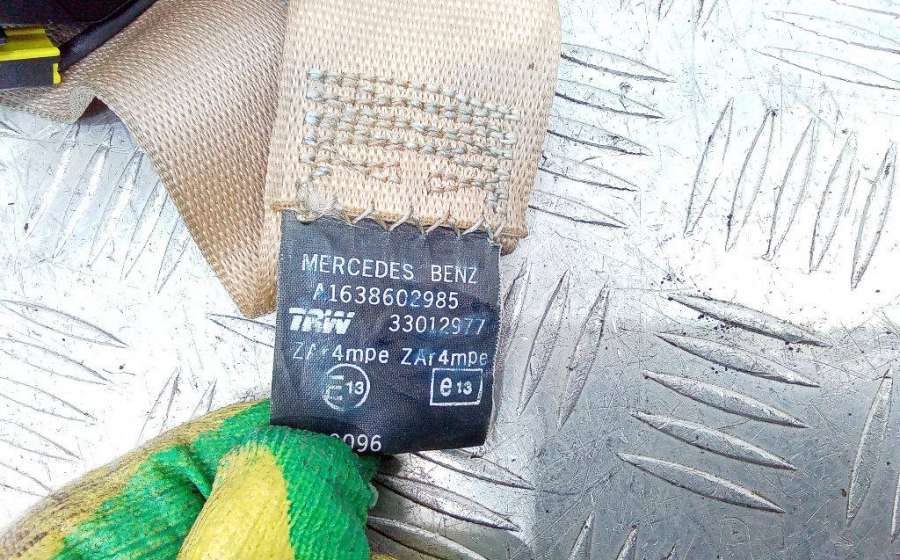 MERCEDES BENZ
A1638602985
TRW 33012977
ZAr4mpe ZAr4mpe
E13 e13